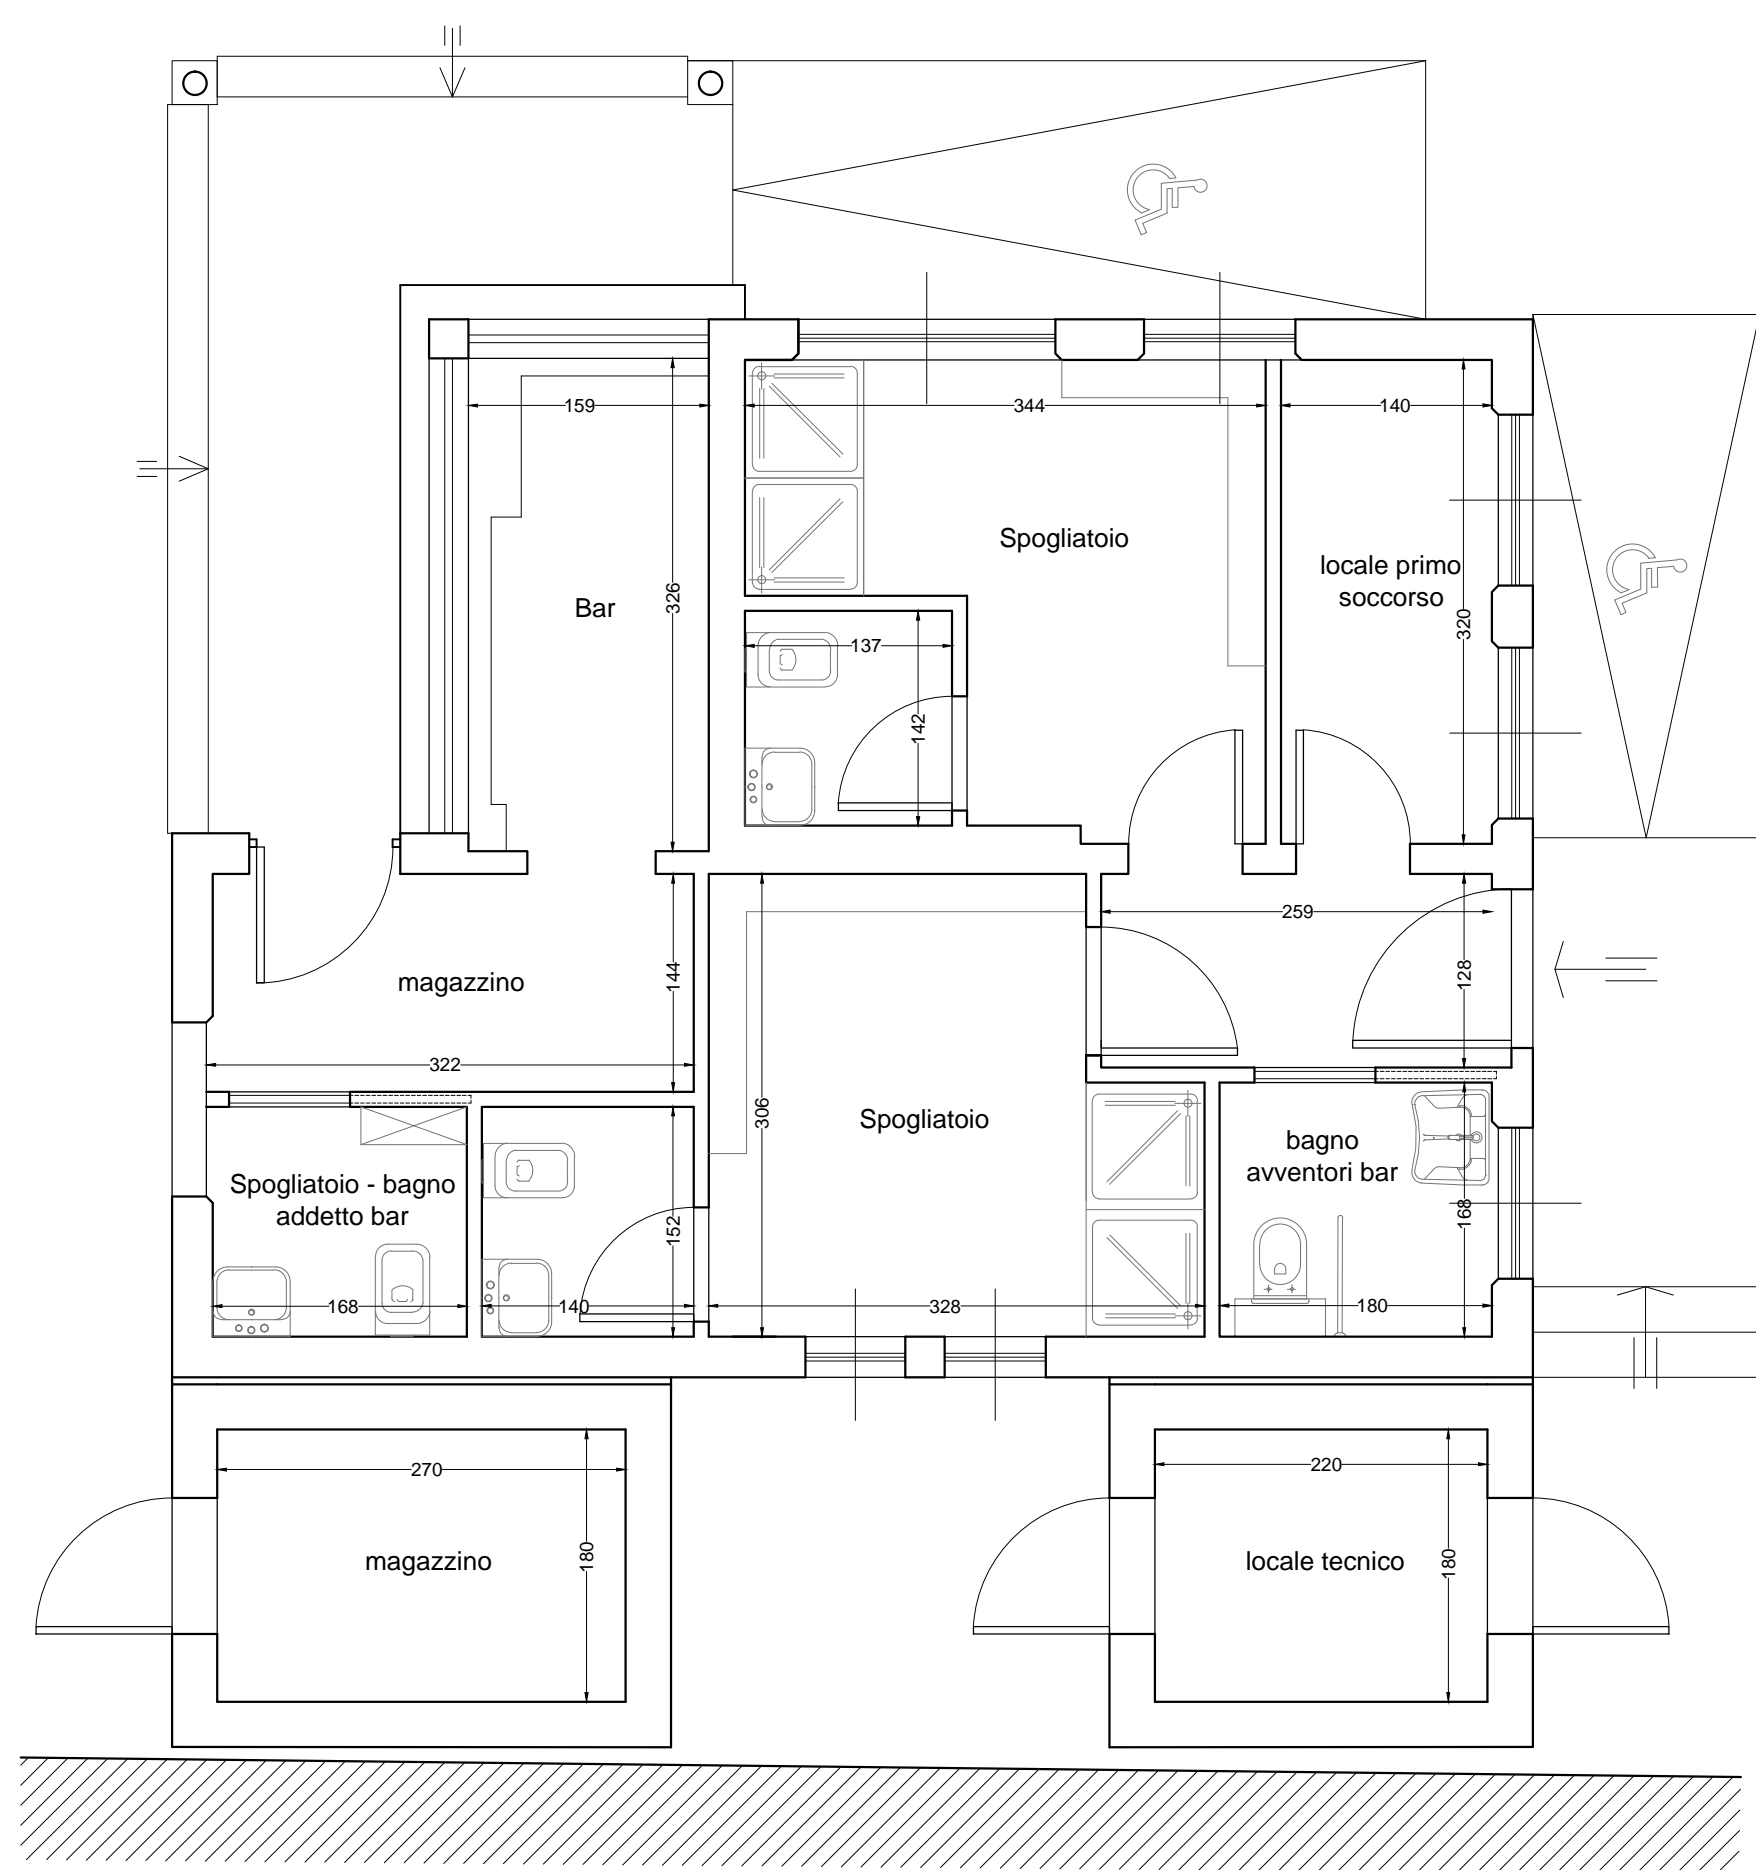 159
344
140
Spogliatoio
locale primo
soccorso
Bar
326
320
137
142
259
128
magazzino
144
322
306
Spogliatoio
bagno
avventori bar
Spogliatoio - bagno
addetto bar
152
168
168
140
328
180
270
220
magazzino
180
locale tecnico
180